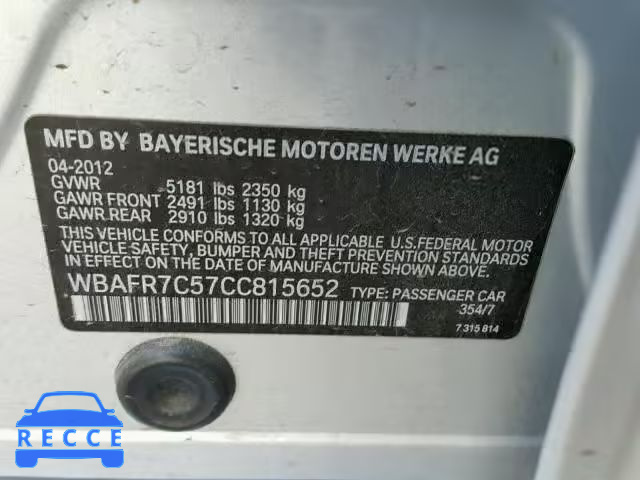 MFD BY BAYERISCHE MOTOREN WERKE AG
04-2012
GVWR 5181 lbs 2350 kg
GAWR FRONT 2491 lbs 1130 kg
GAWR.REAR 2910 lbs 1320 kg
THIS VEHICLE CONFORMS TO ALL APPLICABLE U.S.FEDERAL MOTOR
VEHICLE SAFETY, BUMPER AND THEFT PREVENTION STANDARDS
IN EFFECT ON THE DATE OF MANUFACTURE SHOWN ABOVE.
WBAFR7C57CC815652 TYPE: PASSENGER CAR
354/7
7 315 814
RECCE